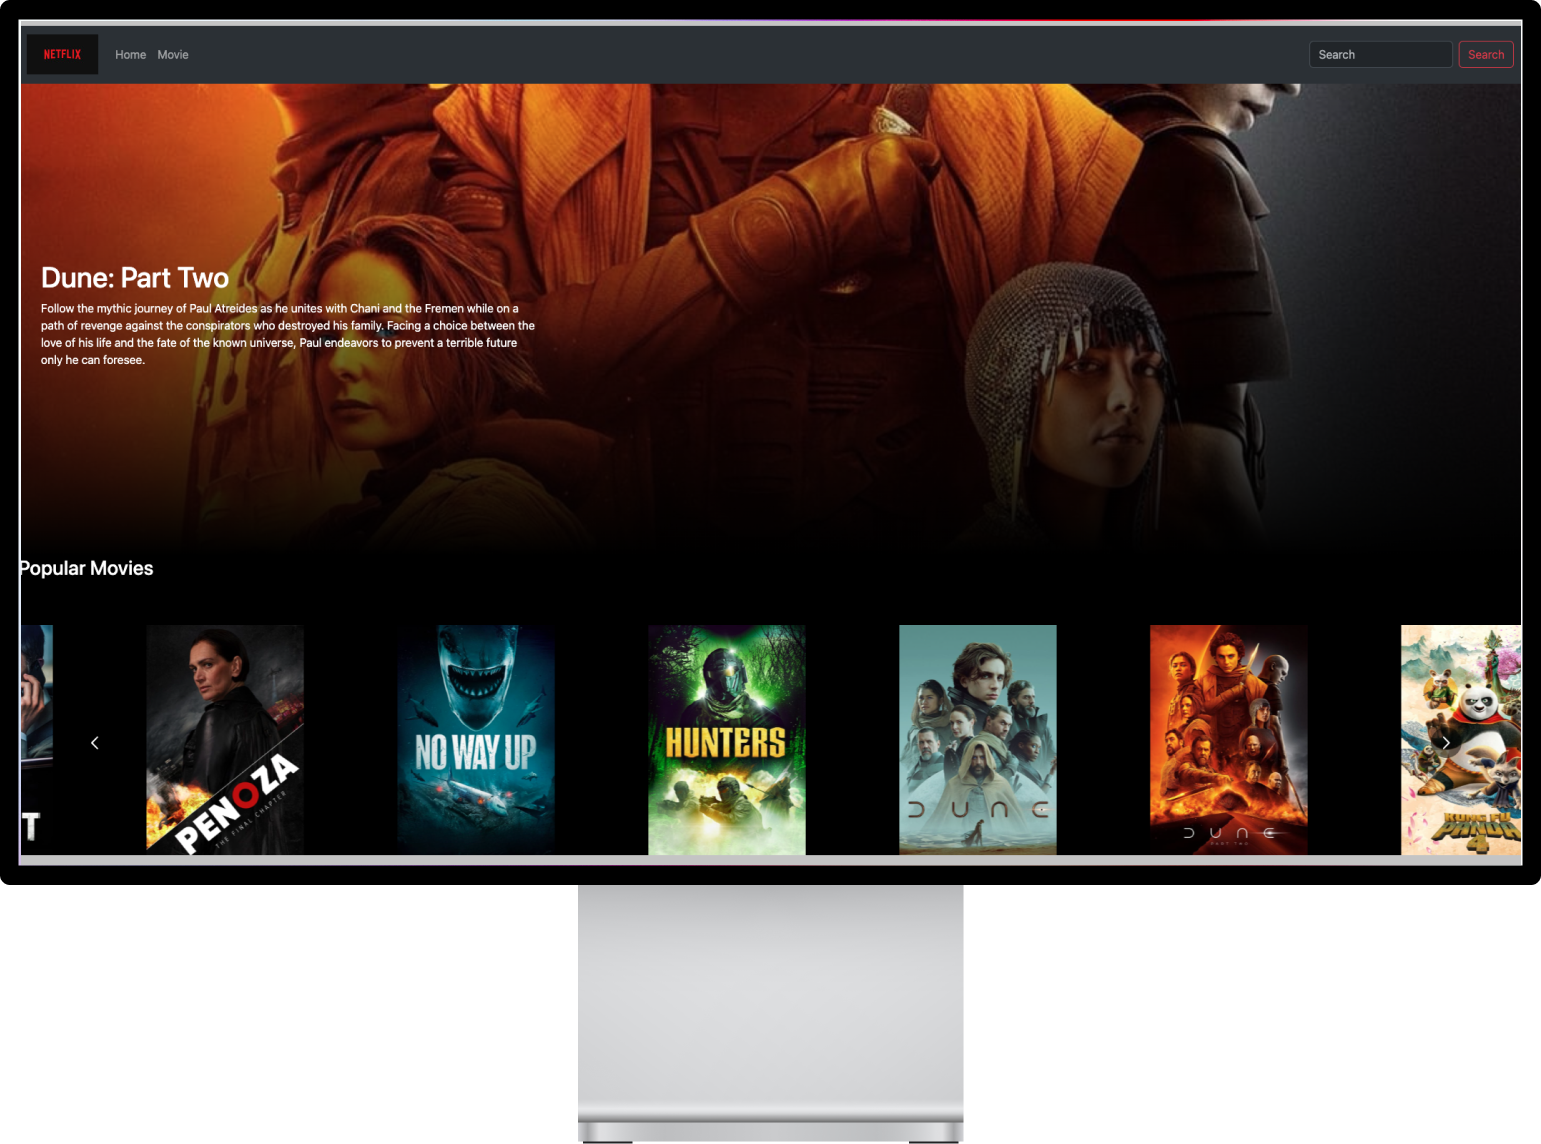 NETFLIX
Home Movie
Search
Search
Dune: Part Two
Follow the mythic journey of Paul Atreides as he unites with Chani and the Fremen while on a
path of revenge against the conspirators who destroyed his family. Facing a choice between the
love of his life and the fate of the known universe, Paul endeavors to prevent a terrible future
only he can foresee.
Popular Movies
T
PENOZA
THE FINAL CHAPTER
NO WAY UP
HUNTERS
DUNE
DUNE
PART TWO
KUNG FU
PANDA
4